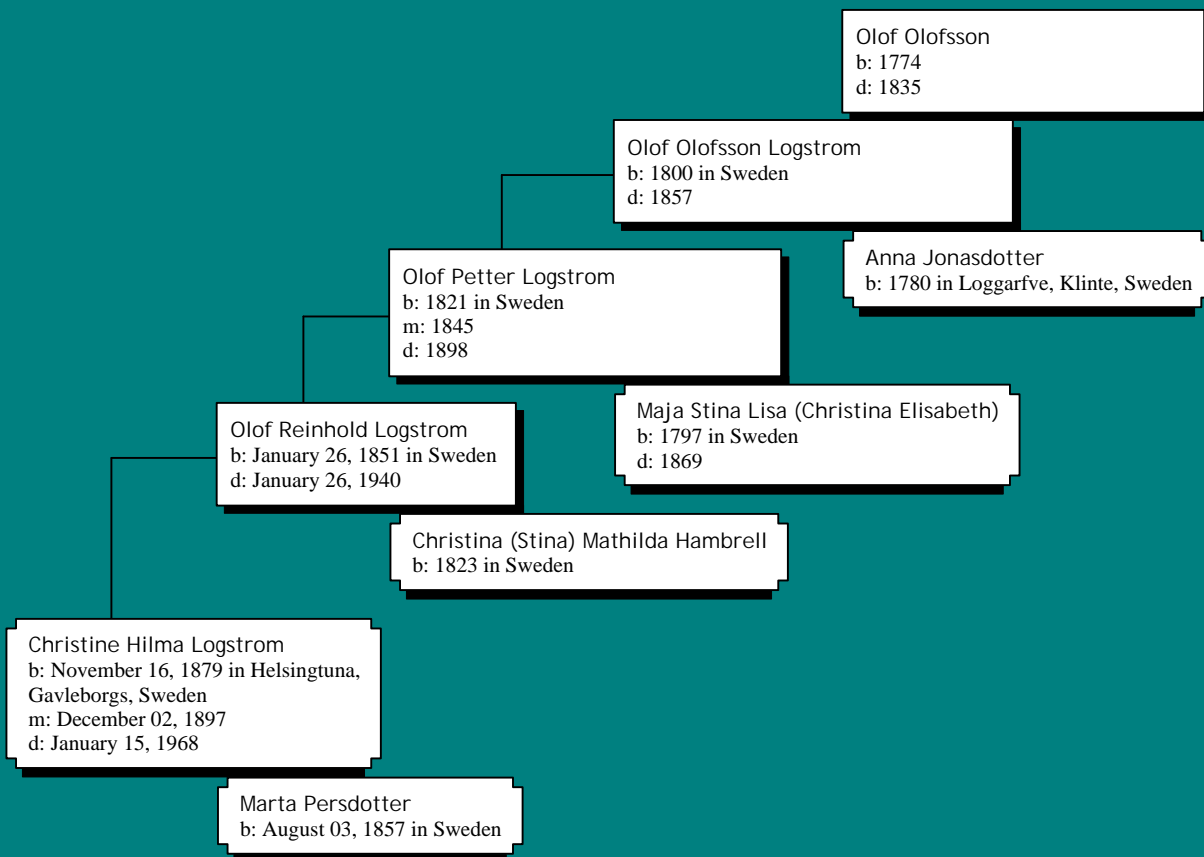 Olof Olofsson
b: 1774
d: 1835
Olof Olofsson Logstrom
b: 1800 in Sweden
d: 1857
Anna Jonasdotter
b: 1780 in Loggarfve, Klinte, Sweden
Olof Petter Logstrom
b: 1821 in Sweden
m: 1845
d: 1898
Maja Stina Lisa (Christina Elisabeth)
b: 1797 in Sweden
d: 1869
Olof Reinhold Logstrom
b: January 26, 1851 in Sweden
d: January 26, 1940
Christina (Stina) Mathilda Hambrell
b: 1823 in Sweden
Christine Hilma Logstrom
b: November 16, 1879 in Helsingtuna,
Gavleborgs, Sweden
m: December 02, 1897
d: January 15, 1968
Marta Persdotter
b: August 03, 1857 in Sweden